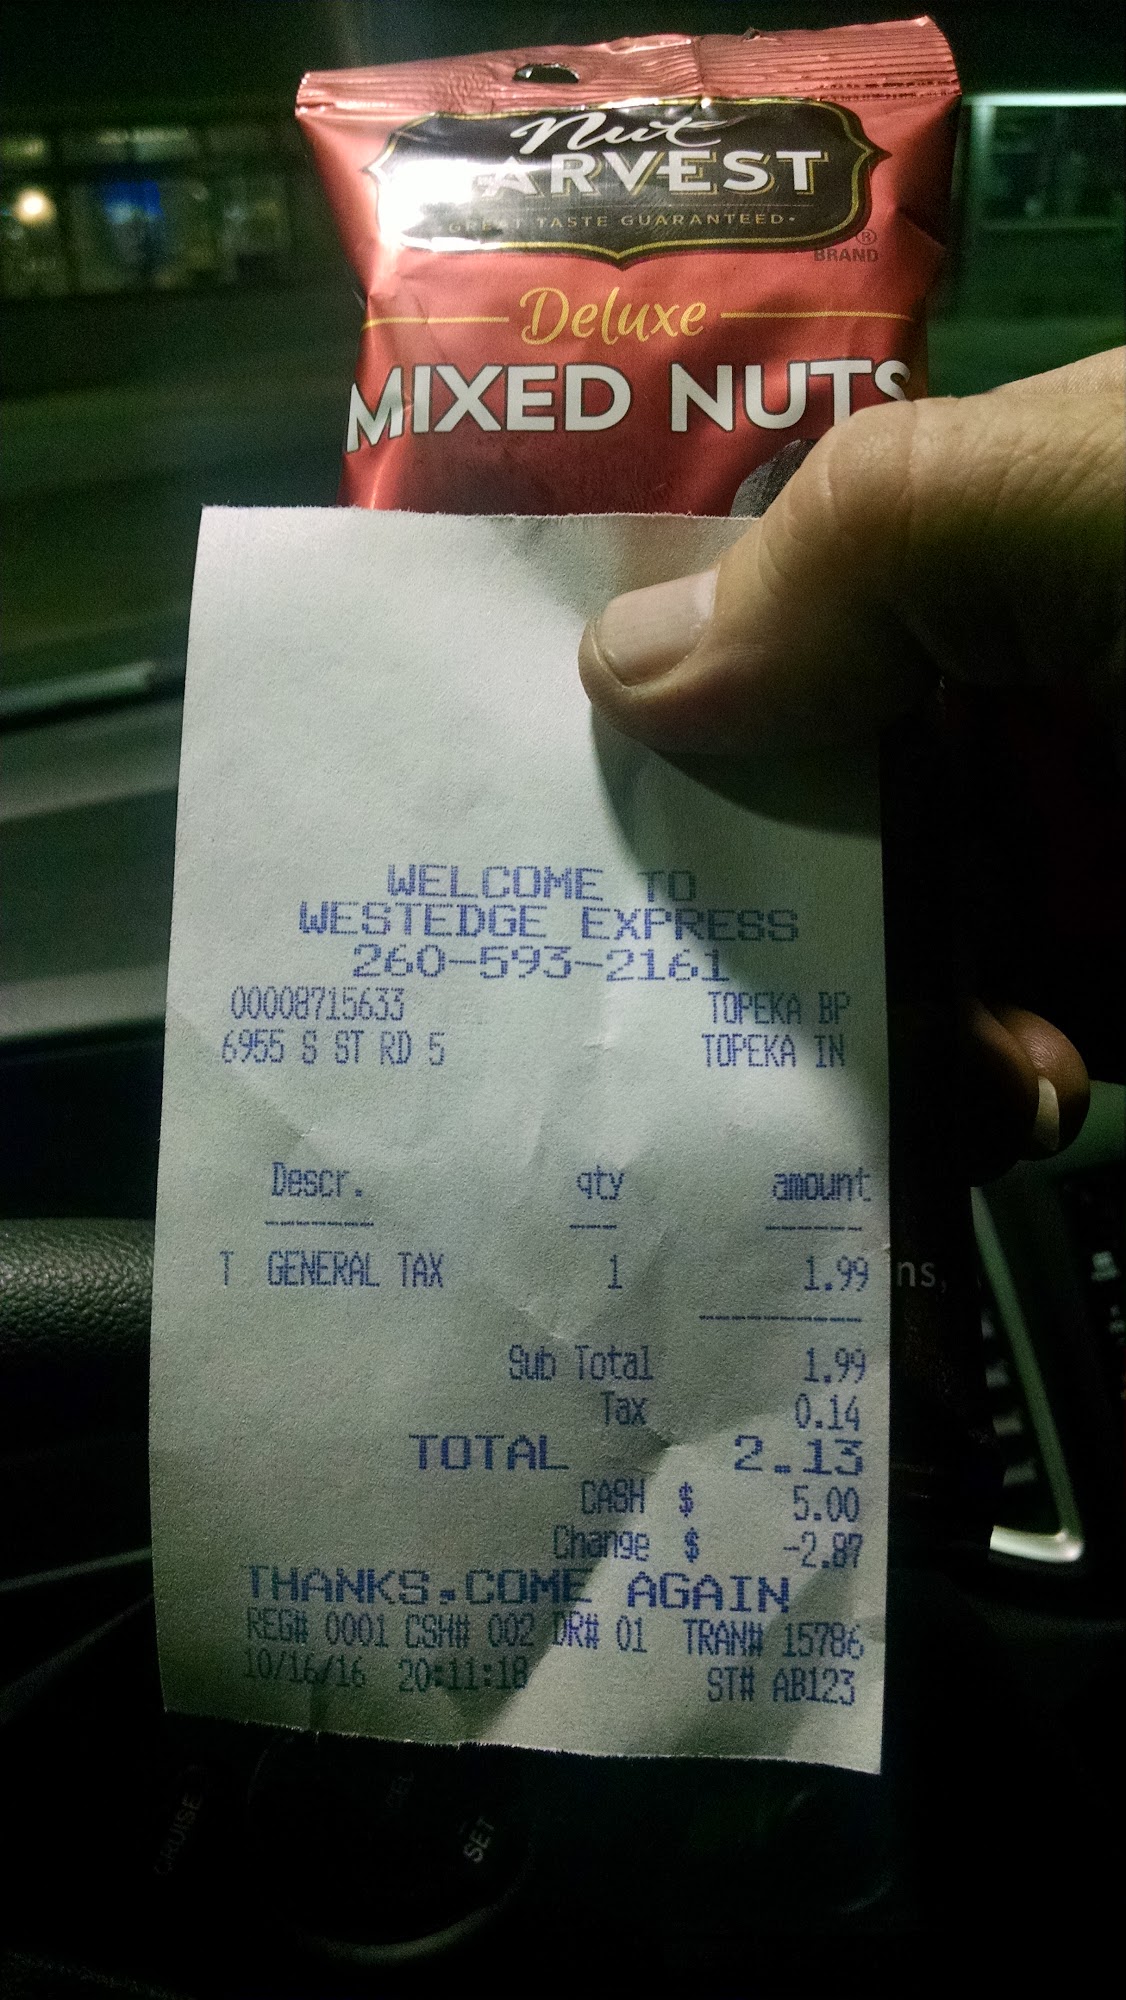 Nut
HARVEST
GREAT TASTE GUARANTEED
®
BRAND
Deluxe
MIXED NUTS
WELCOME TO
WESTEDGE EXPRESS
260-593-2161
00008715633 TOPEKA BP
6955 S ST RD 5 TOPEKA IN
Descr. qty amount
T GENERAL TAX 1 1.99
ns,
Sub Total 1.99
Tax 0.14
TOTAL 2.13
CASH $ 5.00
Change $ -2.87
THANKS.COME AGAIN
REG# 0001 CSH# 002 DR# 01 TRAN# 15786
10/16/16 20:11:18 ST# AB123
CRUISE
SET